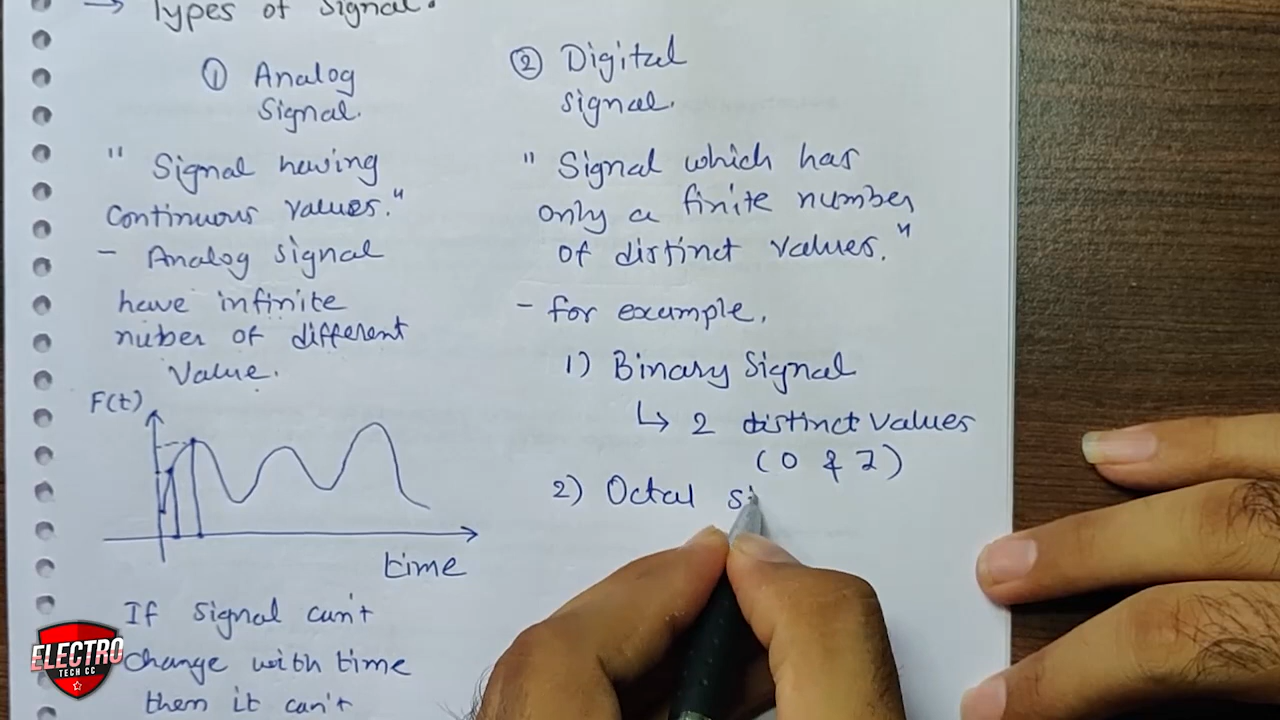 → Types of Signal.
① Analog
Signal.
" Signal having
Continuous Values."
- Analog Signal
have infinite
nuber of different
Value.
F(t)
time
If Signal can't
Change with time
them it can't
② Digital
Signal.
" Signal which has
only a finite number
of distinct values."
- for example,
1) Binary Signal
↳ 2 distinct Values
(0 & 1)
2) Octal si
ELECTRO
TECH CC